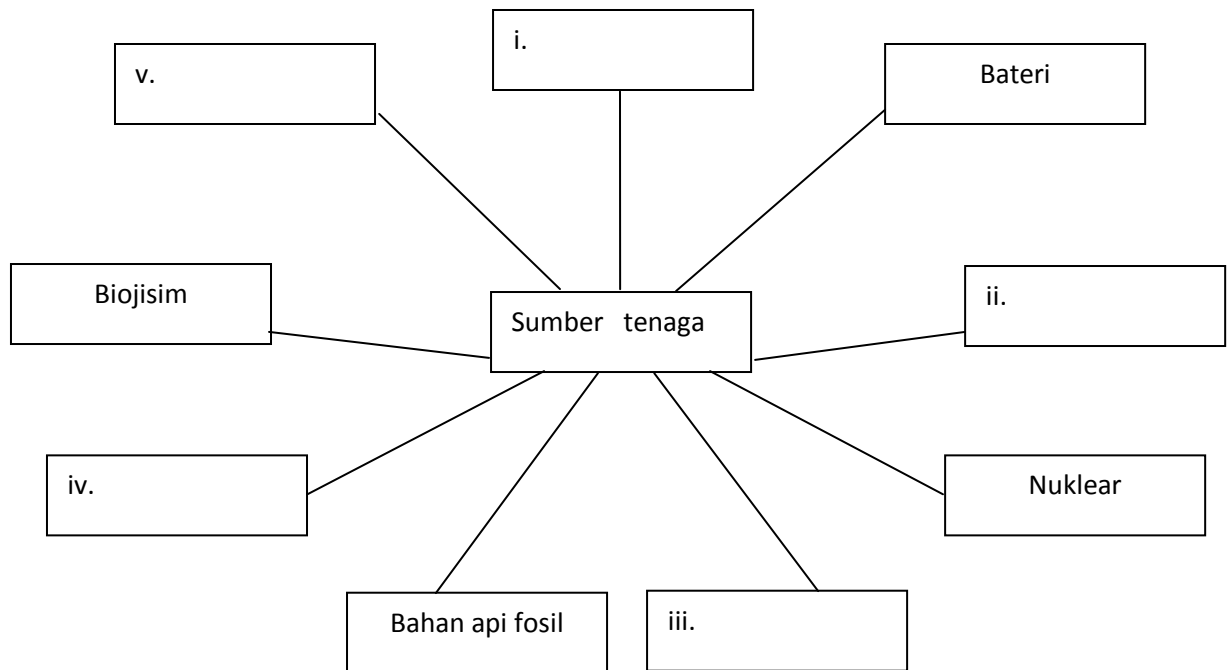 i.
v.
Bateri
Biojisim
Sumber tenaga
ii.
iv.
Nuklear
Bahan api fosil
iii.